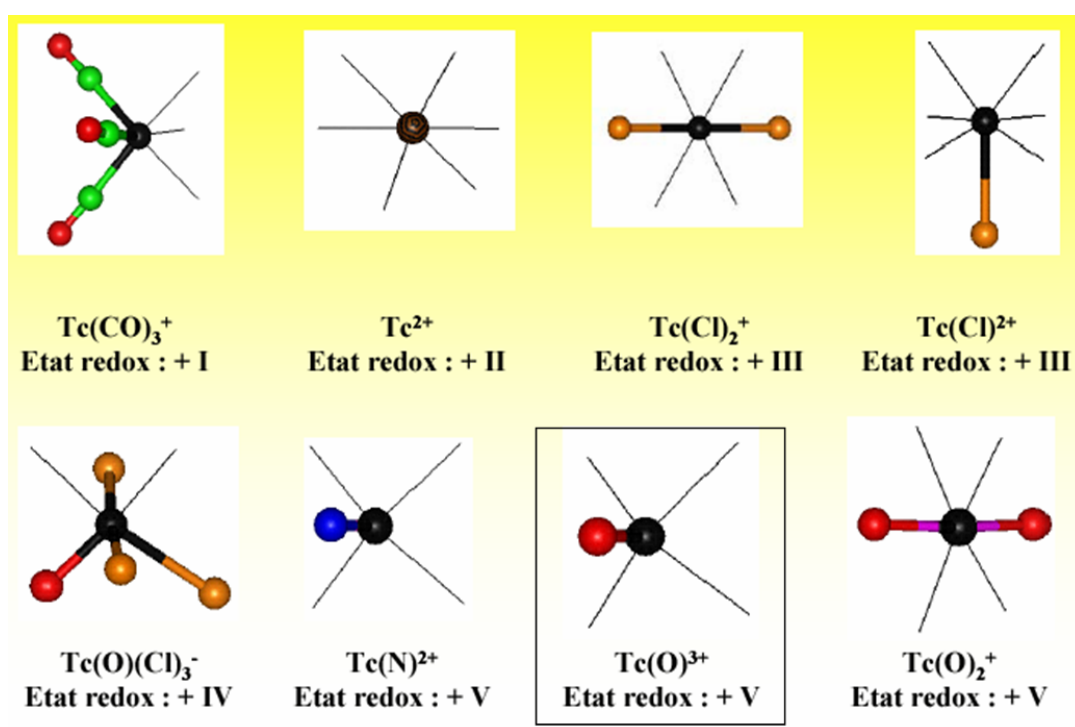 Tc(CO)₃⁺
Etat redox : + I
Tc²⁺
Etat redox : + II
Tc(Cl)₂⁺
Etat redox : + III
Tc(Cl)²⁺
Etat redox : + III
Tc(O)(Cl)₃⁻
Etat redox : + IV
Tc(N)²⁺
Etat redox : + V
Tc(O)³⁺
Etat redox : + V
Tc(O)₂⁺
Etat redox : + V